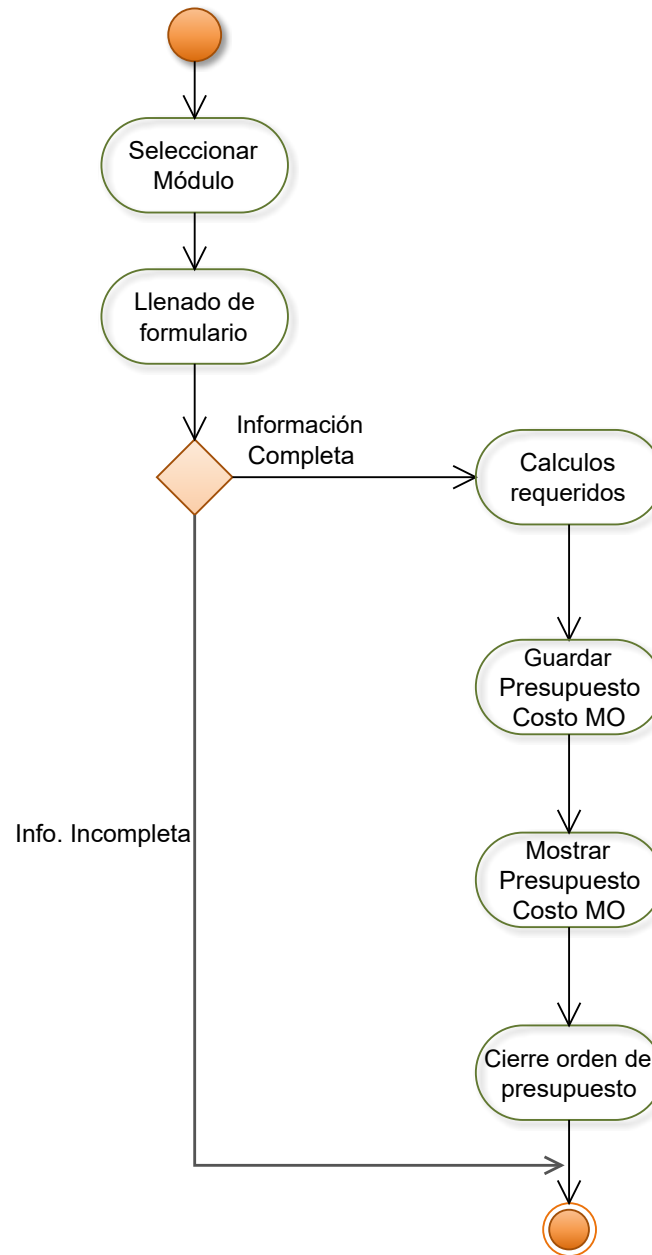 Seleccionar
Módulo
Llenado de
formulario
Información
Completa
Calculos
requeridos
Guardar
Presupuesto
Costo MO
Info. Incompleta
Mostrar
Presupuesto
Costo MO
Cierre orden de
presupuesto